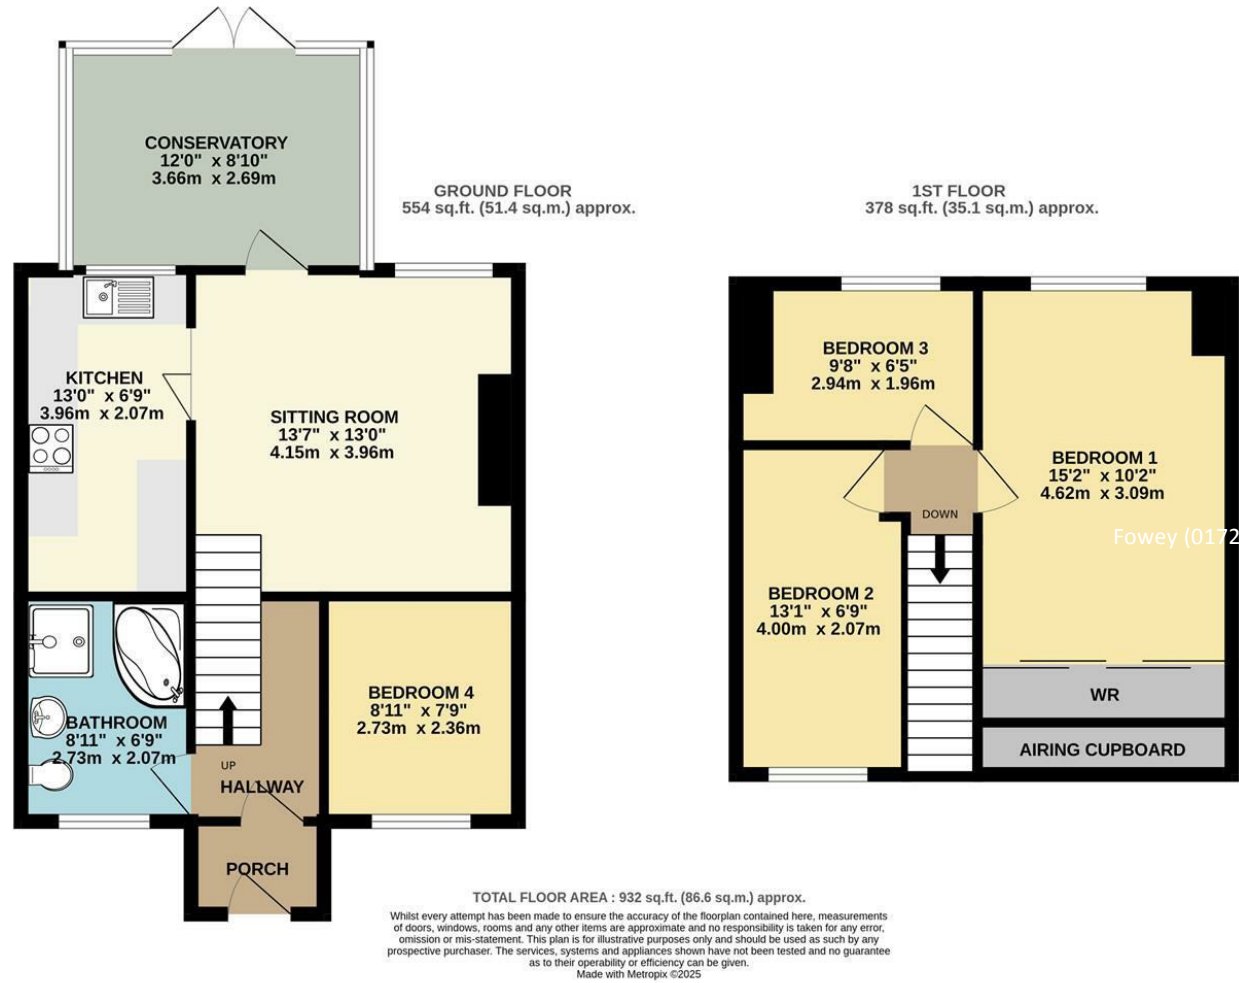 CONSERVATORY
12'0" x 8'10"
3.66m x 2.69m
GROUND FLOOR
554 sq.ft. (51.4 sq.m.) approx.
KITCHEN
13'0" x 6'9"
3.96m x 2.07m
SITTING ROOM
13'7" x 13'0"
4.15m x 3.96m
BATHROOM
8'11" x 6'9"
2.73m x 2.07m
UP
HALLWAY
BEDROOM 4
8'11" x 7'9"
2.73m x 2.36m
PORCH
1ST FLOOR
378 sq.ft. (35.1 sq.m.) approx.
BEDROOM 3
9'8" x 6'5"
2.94m x 1.96m
BEDROOM 1
15'2" x 10'2"
4.62m x 3.09m
DOWN
Fowey (0172
BEDROOM 2
13'1" x 6'9"
4.00m x 2.07m
WR
AIRING CUPBOARD
TOTAL FLOOR AREA : 932 sq.ft. (86.6 sq.m.) approx.
Whilst every attempt has been made to ensure the accuracy of the floorplan contained here, measurements
of doors, windows, rooms and any other items are approximate and no responsibility is taken for any error,
omission or mis-statement. This plan is for illustrative purposes only and should be used as such by any
prospective purchaser. The services, systems and appliances shown have not been tested and no guarantee
as to their operability or efficiency can be given.
Made with Metropix ©2025